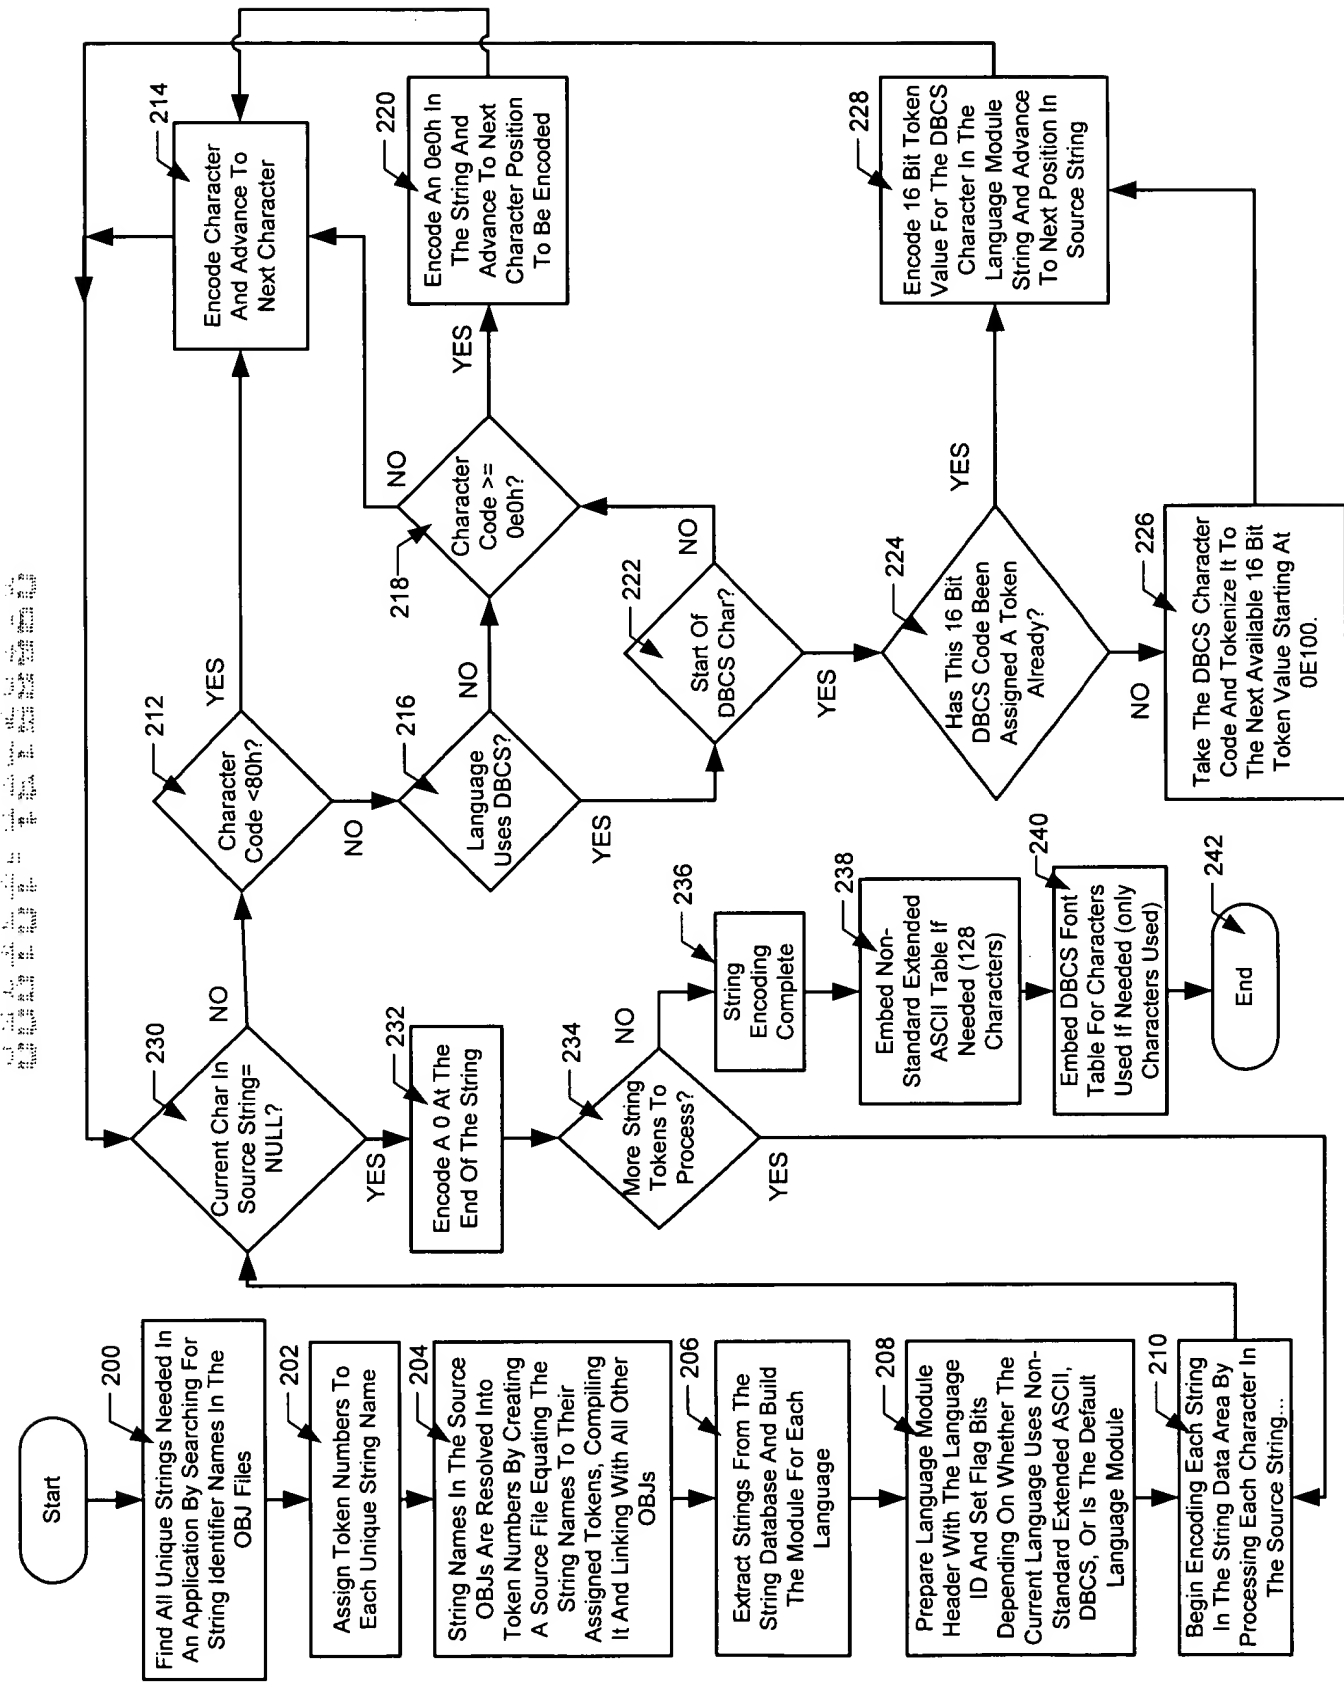 Start
200
Find All Unique Strings Needed In
An Application By Searching For
String Identifier Names In The
OBJ Files
202
Assign Token Numbers To
Each Unique String Name
204
String Names In The Source
OBJs Are Resolved Into
Token Numbers By Creating
A Source File Equating The
String Names To Their
Assigned Tokens, Compiling
It And Linking With All Other
OBJs
206
Extract Strings From The
String Database And Build
The Module For Each
Language
208
Prepare Language Module
Header With The Language
ID And Set Flag Bits
Depending On Whether The
Current Language Uses Non-
Standard Extended ASCII,
DBCS, Or Is The Default
Language Module
210
Begin Encoding Each String
In The String Data Area By
Processing Each Character In
The Source String...
230
Current Char In
Source String=
NULL?
NO
YES
232
Encode A 0 At The
End Of The String
234
More String
Tokens To
Process?
NO
YES
236
String
Encoding
Complete
238
Embed Non-
Standard Extended
ASCII Table If
Needed (128
Characters)
240
Embed DBCS Font
Table For Characters
Used If Needed (only
Characters Used)
242
End
212
Character
Code <80h?
YES
NO
214
Encode Character
And Advance To
Next Character
216
Language
Uses DBCS?
NO
YES
218
Character
Code >=
0e0h?
NO
YES
220
Encode An 0e0h In
The String And
Advance To Next
Character Position
To Be Encoded
222
Start Of
DBCS Char?
NO
YES
224
Has This 16 Bit
DBCS Code Been
Assigned A Token
Already?
YES
NO
226
Take The DBCS Character
Code And Tokenize It To
The Next Available 16 Bit
Token Value Starting At
0E100.
228
Encode 16 Bit Token
Value For The DBCS
Character In The
Language Module
String And Advance
To Next Position In
Source String